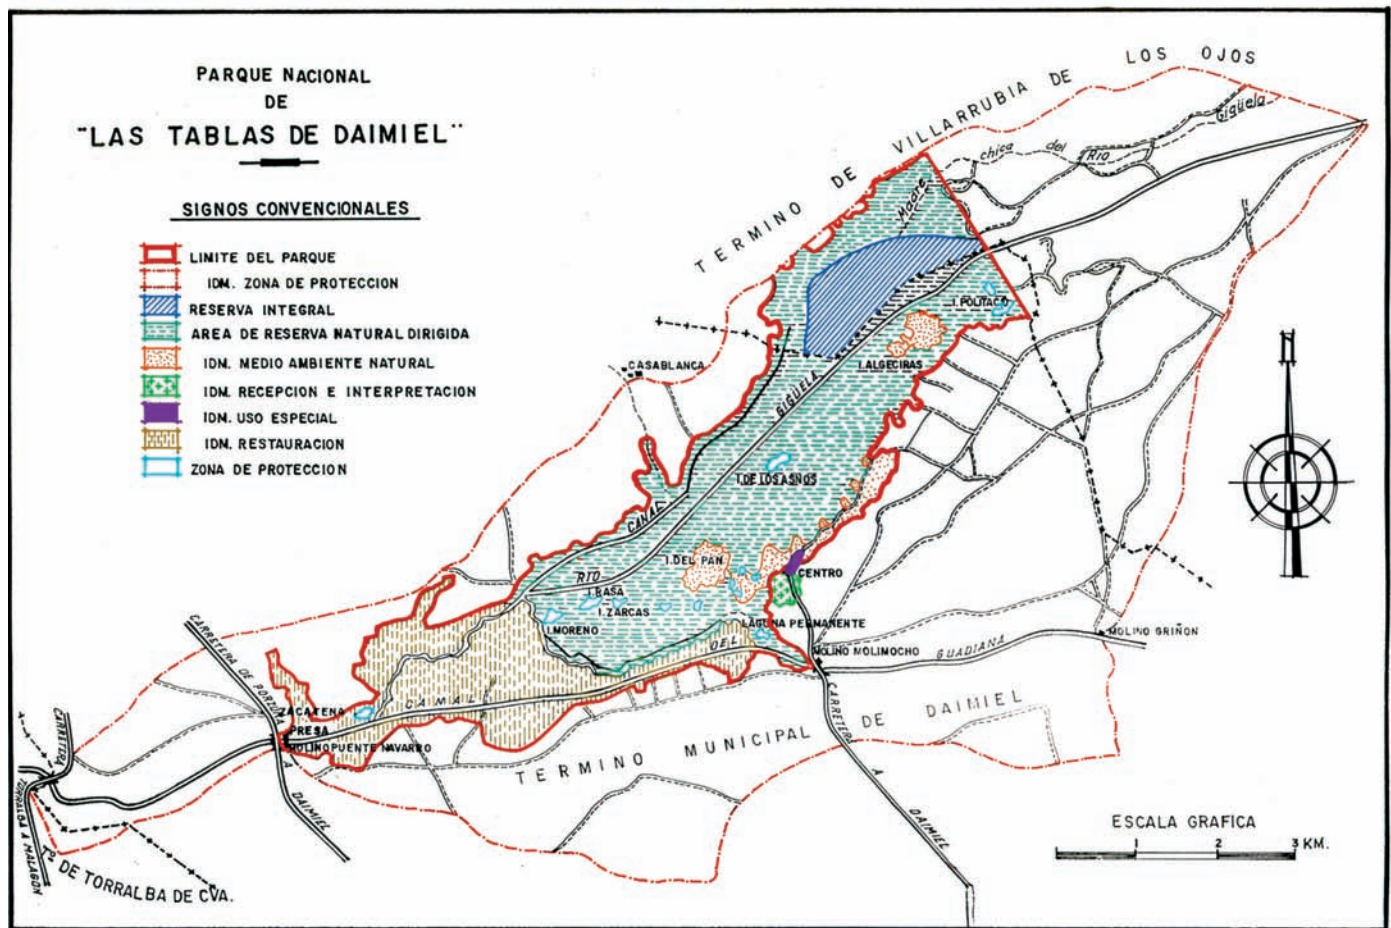 PARQUE NACIONAL
DE
"LAS TABLAS DE DAIMIEL"
SIGNOS CONVENCIONALES
LIMITE DEL PARQUE
IDM. ZONA DE PROTECCION
RESERVA INTEGRAL
AREA DE RESERVA NATURAL DIRIGIDA
IDM. MEDIO AMBIENTE NATURAL
IDM. RECEPCION E INTERPRETACION
IDM. USO ESPECIAL
IDM. RESTAURACION
ZONA DE PROTECCION
TERMINO DE VILLARRUBIA DE LOS OJOS
Madre chica del Rio Gigüela
I. POLITACO
I. ALGECIRAS
CASABLANCA
GIGÜELA
I. DE LOS ASNOS
CANAL
RIO
I. DEL PAN
CENTRO
I. RASA
I. ZARCAS
I. MORENO
LAGUNA PERMANENTE
MOLINO MOLIMOCHO
GUADIANA
MOLINO GRIÑON
DEL
CAMAL
ZACATENA
PRESA
MOLINO PUENTE NAVARRO
CARRETERA DE PORZUNA
A
DAIMIEL
CARRETERA
TORRALBA A MALAGON
Tº DE TORRALBA DE CVA.
TERMINO MUNICIPAL DE DAIMIEL
CARRETERA A DAIMIEL
ESCALA GRAFICA
1 2 3 KM.